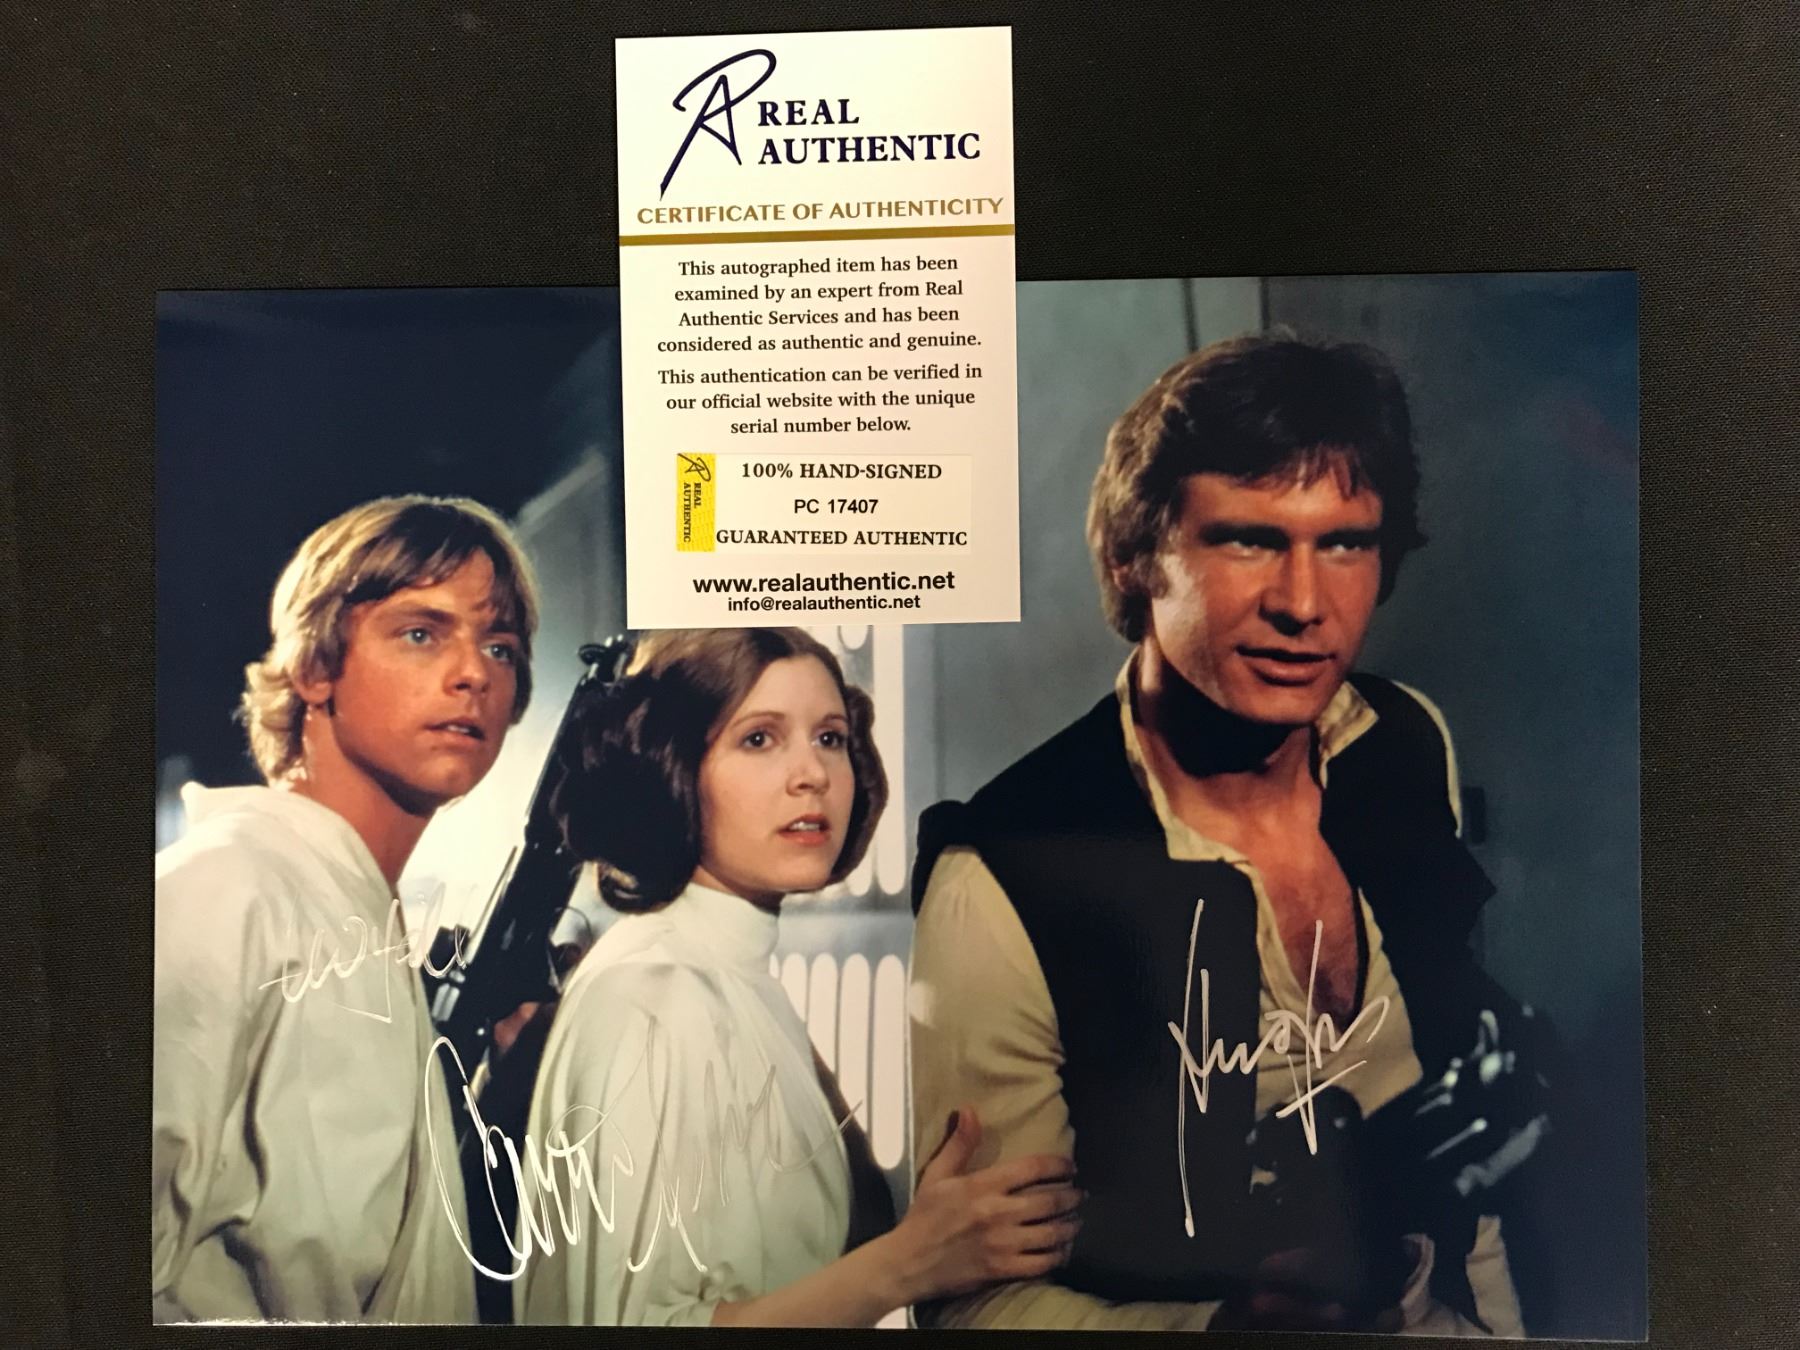 REAL
AUTHENTIC
CERTIFICATE OF AUTHENTICITY
This autographed item has been
examined by an expert from Real
Authentic Services and has been
considered as authentic and genuine.
This authentication can be verified in
our official website with the unique
serial number below.
REAL
AUTHENTIC
100% HAND-SIGNED
PC 17407
GUARANTEED AUTHENTIC
www.realauthentic.net
info@realauthentic.net